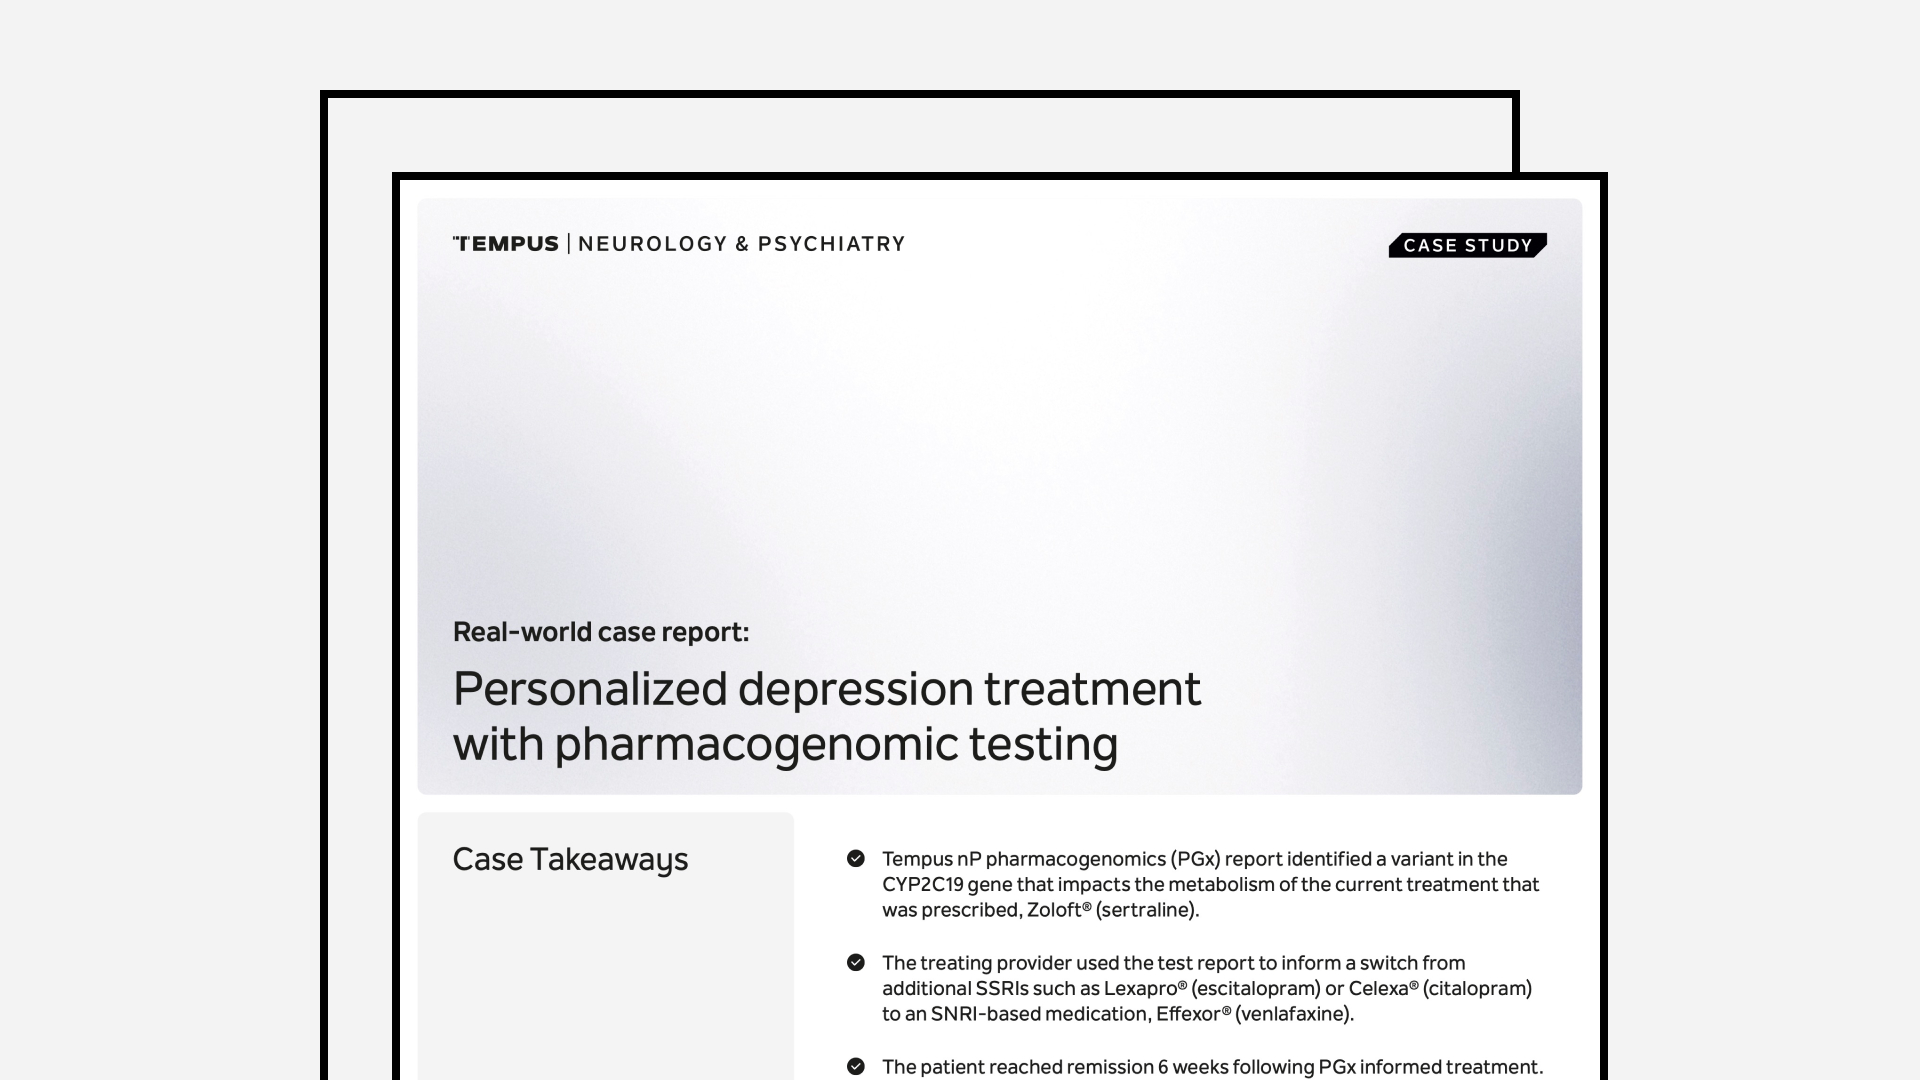 TEMPUS | NEUROLOGY & PSYCHIATRY
CASE STUDY
Real-world case report:
Personalized depression treatment
with pharmacogenomic testing
Case Takeaways
Tempus nP pharmacogenomics (PGx) report identified a variant in the
CYP2C19 gene that impacts the metabolism of the current treatment that
was prescribed, Zoloft® (sertraline).
The treating provider used the test report to inform a switch from
additional SSRIs such as Lexapro® (escitalopram) or Celexa® (citalopram)
to an SNRI-based medication, Effexor® (venlafaxine).
The patient reached remission 6 weeks following PGx informed treatment.